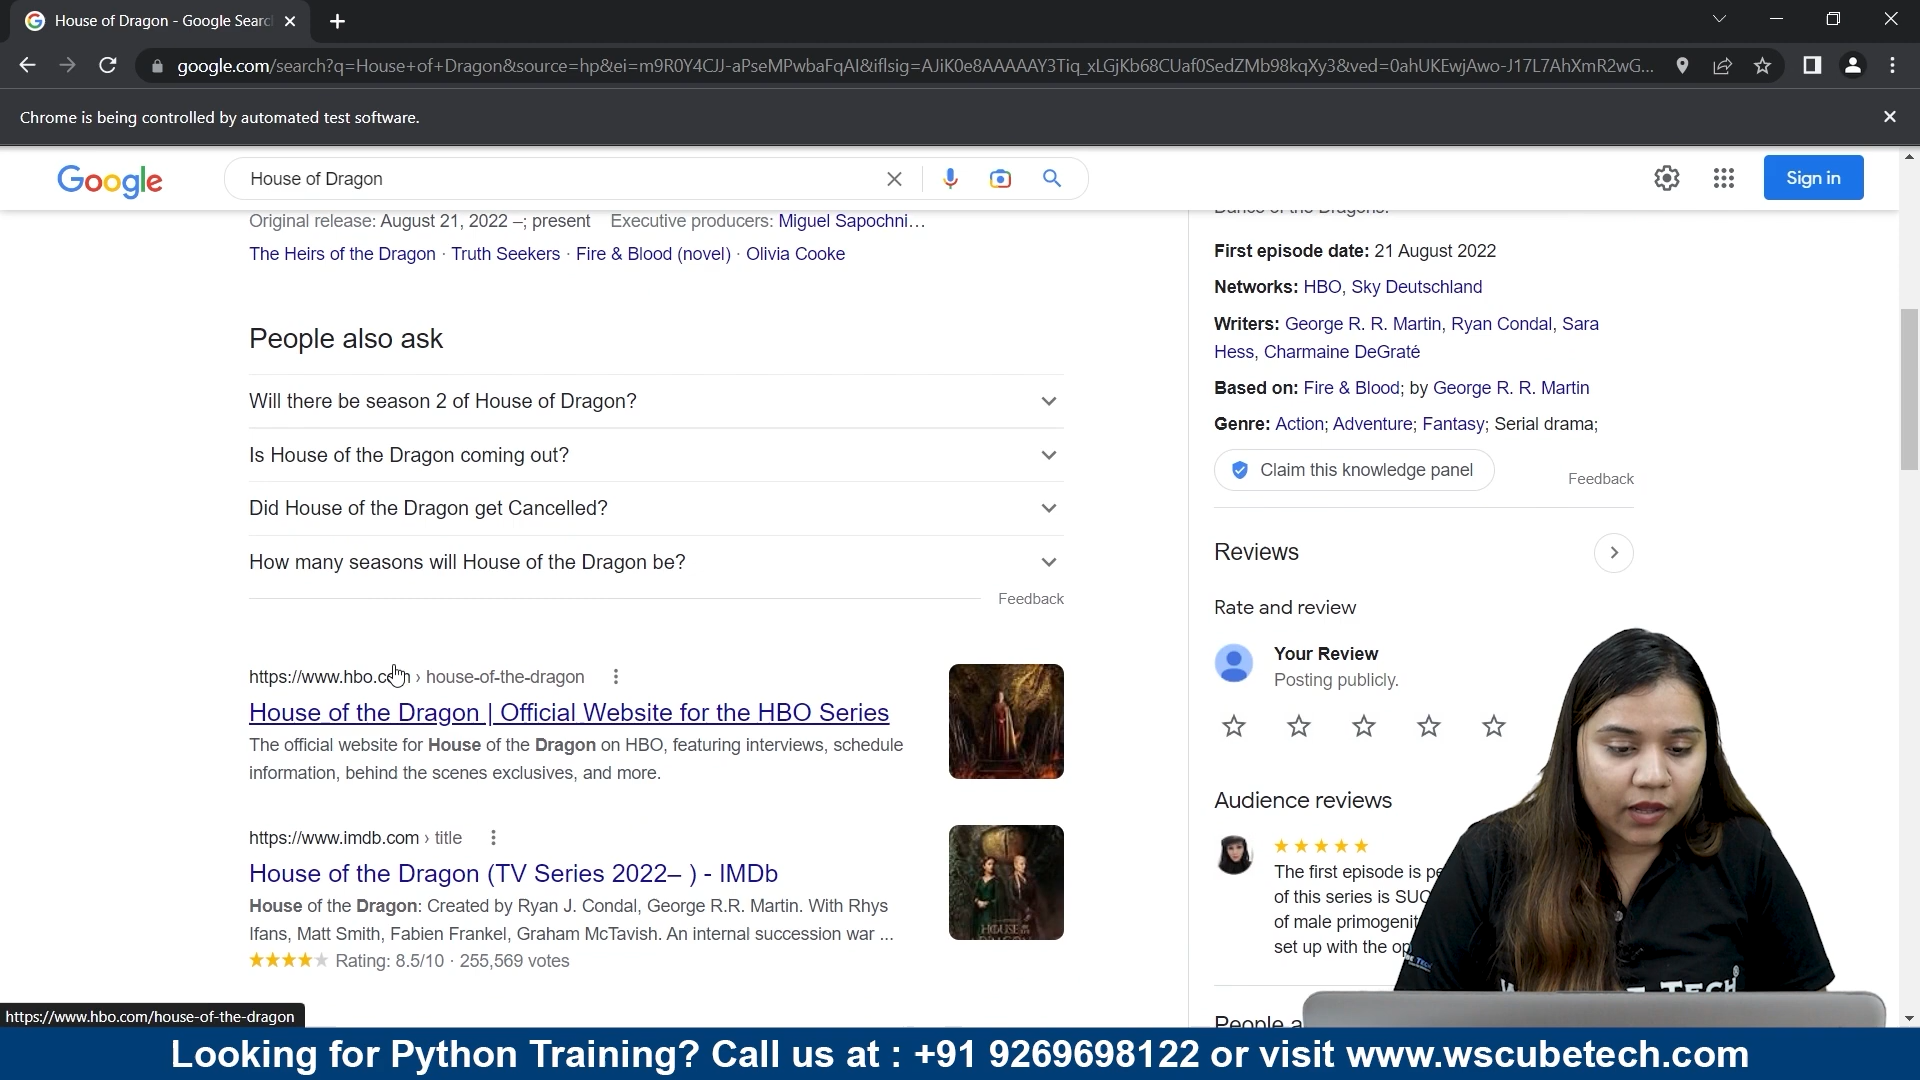 House of Dragon - Google Searc
google.com/search?q=House+of+Dragon&source=hp&ei=m9R0Y4CJJ-aPseMPwbaFqAI&iflsig=AJiK0e8AAAAAY3Tiq_xLGjKb68CUaf0SedZMb98kqXy3&ved=0ahUKEwjAwo-J17L7AhXmR2wG...
Chrome is being controlled by automated test software.
Google
House of Dragon
Sign in
Original release: August 21, 2022 –; present Executive producers: Miguel Sapochni...
The Heirs of the Dragon · Truth Seekers · Fire & Blood (novel) · Olivia Cooke
People also ask
Will there be season 2 of House of Dragon?
Is House of the Dragon coming out?
Did House of the Dragon get Cancelled?
How many seasons will House of the Dragon be?
Feedback
https://www.hbo.com › house-of-the-dragon
House of the Dragon | Official Website for the HBO Series
The official website for House of the Dragon on HBO, featuring interviews, schedule
information, behind the scenes exclusives, and more.
https://www.imdb.com › title
House of the Dragon (TV Series 2022– ) - IMDb
House of the Dragon: Created by Ryan J. Condal, George R.R. Martin. With Rhys
Ifans, Matt Smith, Fabien Frankel, Graham McTavish. An internal succession war ...
Rating: 8.5/10 · 255,569 votes
Dance of the Dragons.
First episode date: 21 August 2022
Networks: HBO, Sky Deutschland
Writers: George R. R. Martin, Ryan Condal, Sara
Hess, Charmaine DeGraté
Based on: Fire & Blood; by George R. R. Martin
Genre: Action; Adventure; Fantasy; Serial drama;
Claim this knowledge panel
Feedback
Reviews
Rate and review
Your Review
Posting publicly.
Audience reviews
The first episode is pe
of this series is SUC
of male primogenit
set up with the op
People a
https://www.hbo.com/house-of-the-dragon
Looking for Python Training? Call us at : +91 9269698122 or visit www.wscubetech.com